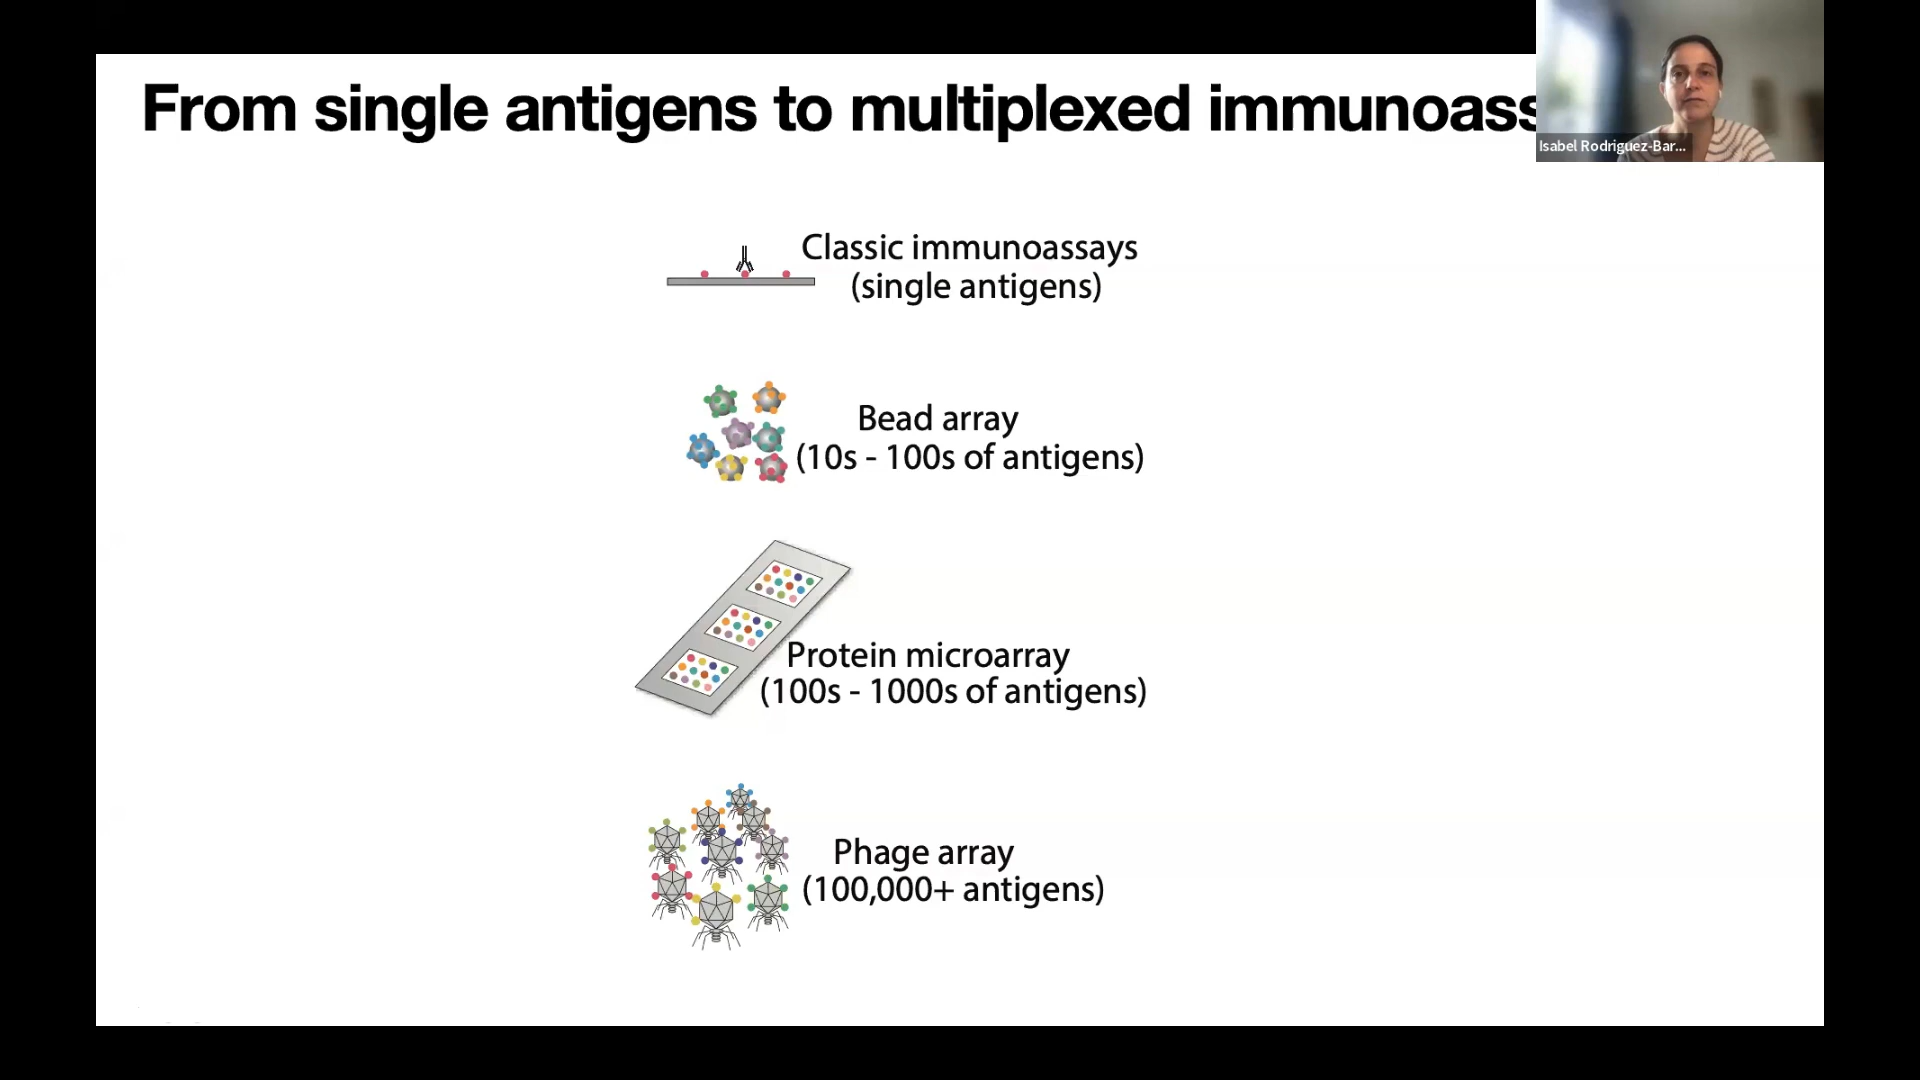 From single antigens to multiplexed immunoass
Isabel Rodriguez-Bar...
Classic immunoassays
(single antigens)
Bead array
(10s - 100s of antigens)
Protein microarray
(100s - 1000s of antigens)
Phage array
(100,000+ antigens)